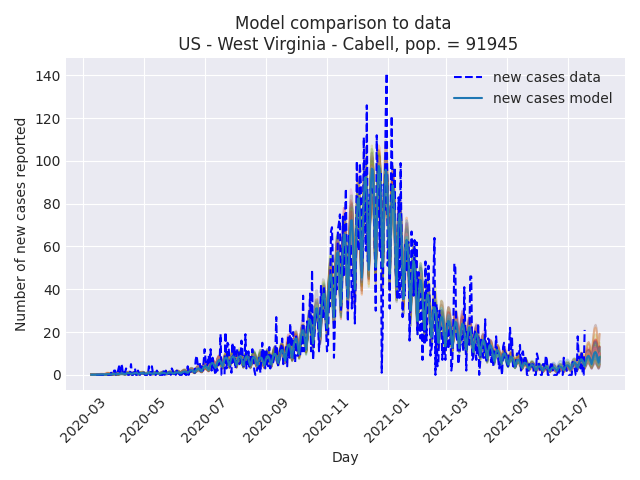 Model comparison to data
US - West Virginia - Cabell, pop. = 91945
new cases data
new cases model
Number of new cases reported
140
120
100
80
60
40
20
0
2020-03
2020-05
2020-07
2020-09
2020-11
2021-01
2021-03
2021-05
2021-07
Day